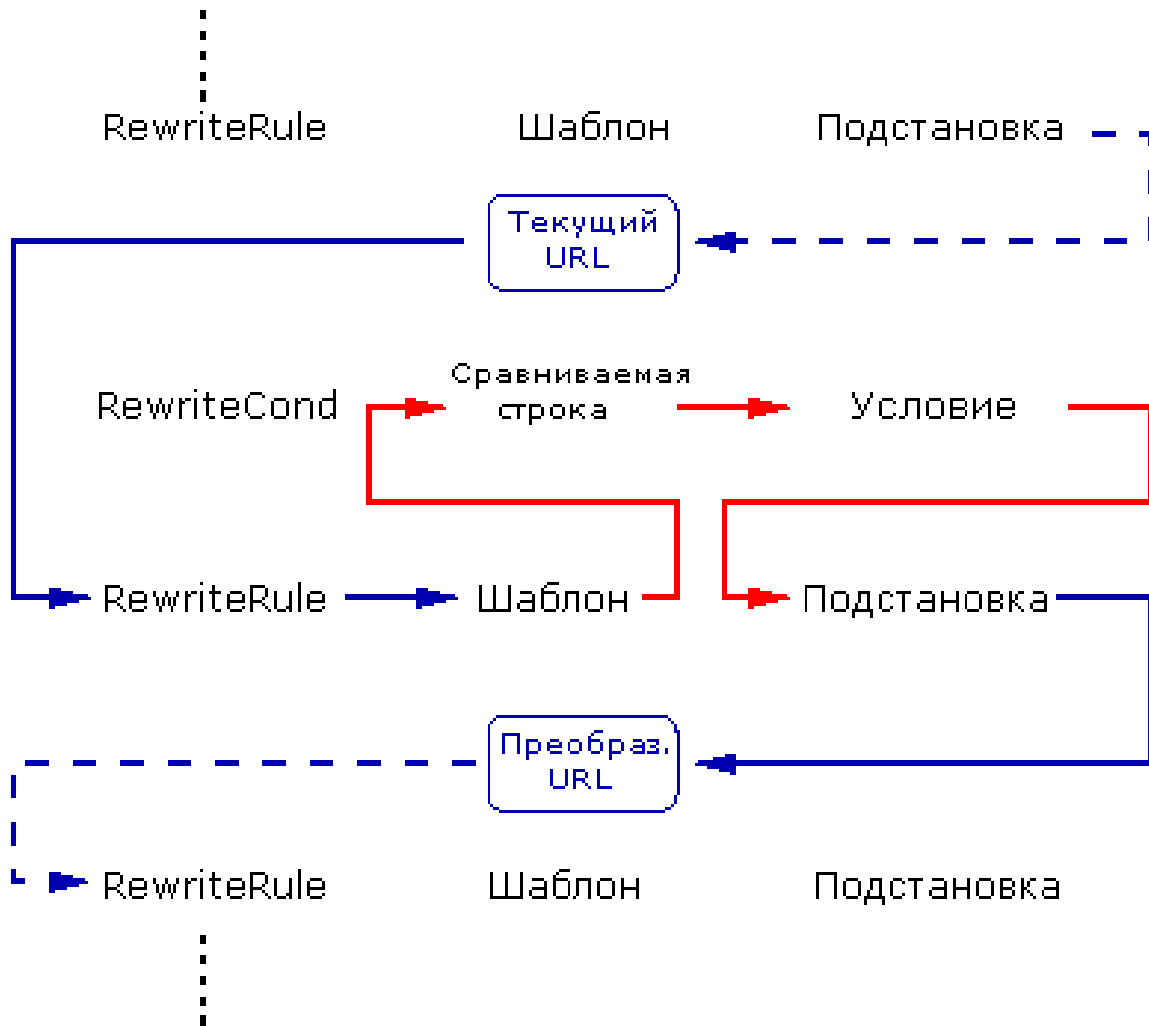 RewriteRule Шаблон Подстановка
Текущий
URL
RewriteCond Сравниваемая
строка Условие
RewriteRule Шаблон Подстановка
Преобраз.
URL
RewriteRule Шаблон Подстановка